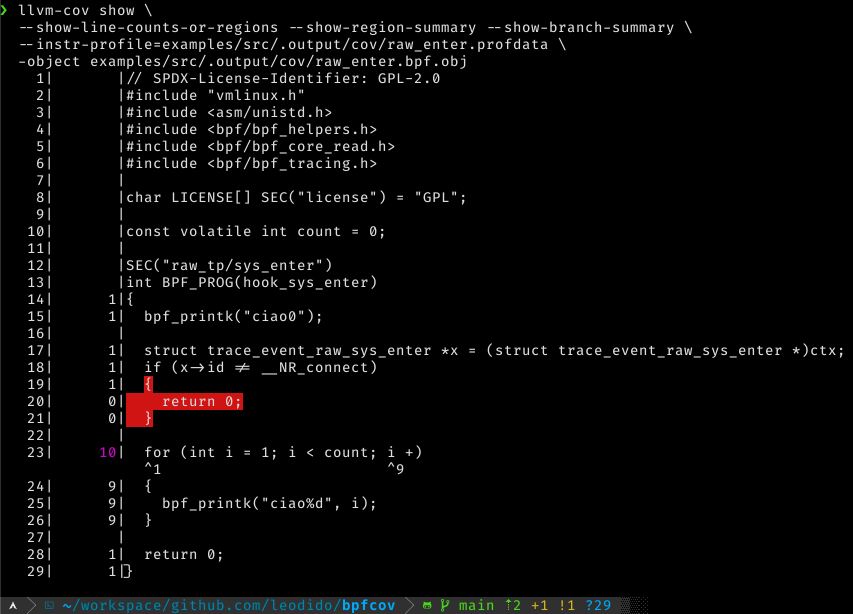 ❯ llvm-cov show \
  --show-line-counts-or-regions --show-region-summary --show-branch-summary \
  --instr-profile=examples/src/.output/cov/raw_enter.profdata \
  -object examples/src/.output/cov/raw_enter.bpf.obj
    1|       |// SPDX-License-Identifier: GPL-2.0
    2|       |#include "vmlinux.h"
    3|       |#include <asm/unistd.h>
    4|       |#include <bpf/bpf_helpers.h>
    5|       |#include <bpf/bpf_core_read.h>
    6|       |#include <bpf/bpf_tracing.h>
    7|       |
    8|       |char LICENSE[] SEC("license") = "GPL";
    9|       |
   10|       |const volatile int count = 0;
   11|       |
   12|       |SEC("raw_tp/sys_enter")
   13|       |int BPF_PROG(hook_sys_enter)
   14|      1|{
   15|      1|  bpf_printk("ciao0");
   16|       |
   17|      1|  struct trace_event_raw_sys_enter *x = (struct trace_event_raw_sys_enter *)ctx;
   18|      1|  if (x->id != __NR_connect)
   19|      1|  {
   20|      0|    return 0;
   21|      0|  }
   22|       |
   23|     10|  for (int i = 1; i < count; i +)
                ^1                         ^9
   24|      9|  {
   25|      9|    bpf_printk("ciao%d", i);
   26|      9|  }
   27|       |
   28|      1|  return 0;
   29|      1|}
~/workspace/github.com/leodido/bpfcov main ⇡2 +1 !1 ?29